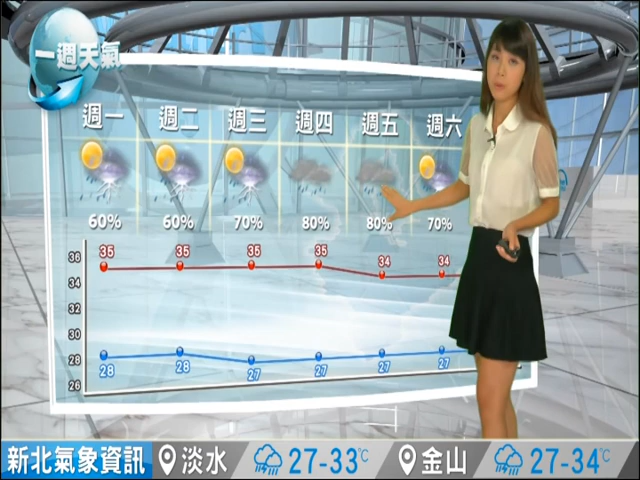 一週天氣
週一 週二 週三 週四 週五 週六
60% 60% 70% 80% 80% 70%
36
34
32
30
28
26
35 35 35 35 34 34
28 28 27 27 27 27
新北氣象資訊 淡水 27-33℃ 金山 27-34℃